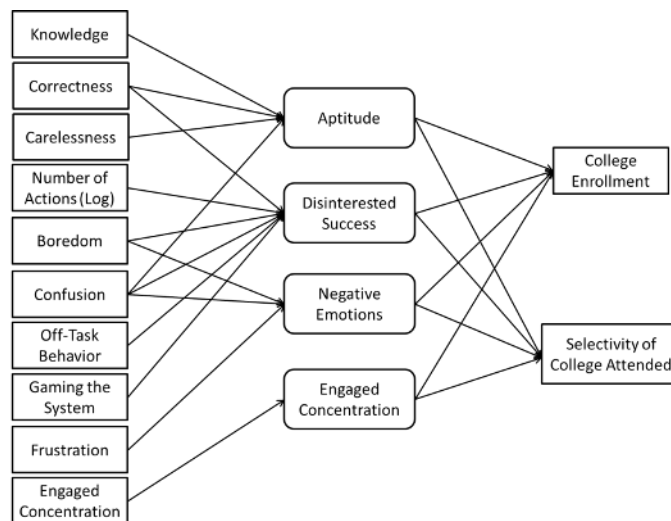 Knowledge
Correctness
Carelessness
Number of
Actions (Log)
Boredom
Confusion
Off-Task
Behavior
Gaming the
System
Frustration
Engaged
Concentration
Aptitude
Disinterested
Success
Negative
Emotions
Engaged
Concentration
College
Enrollment
Selectivity of
College Attended